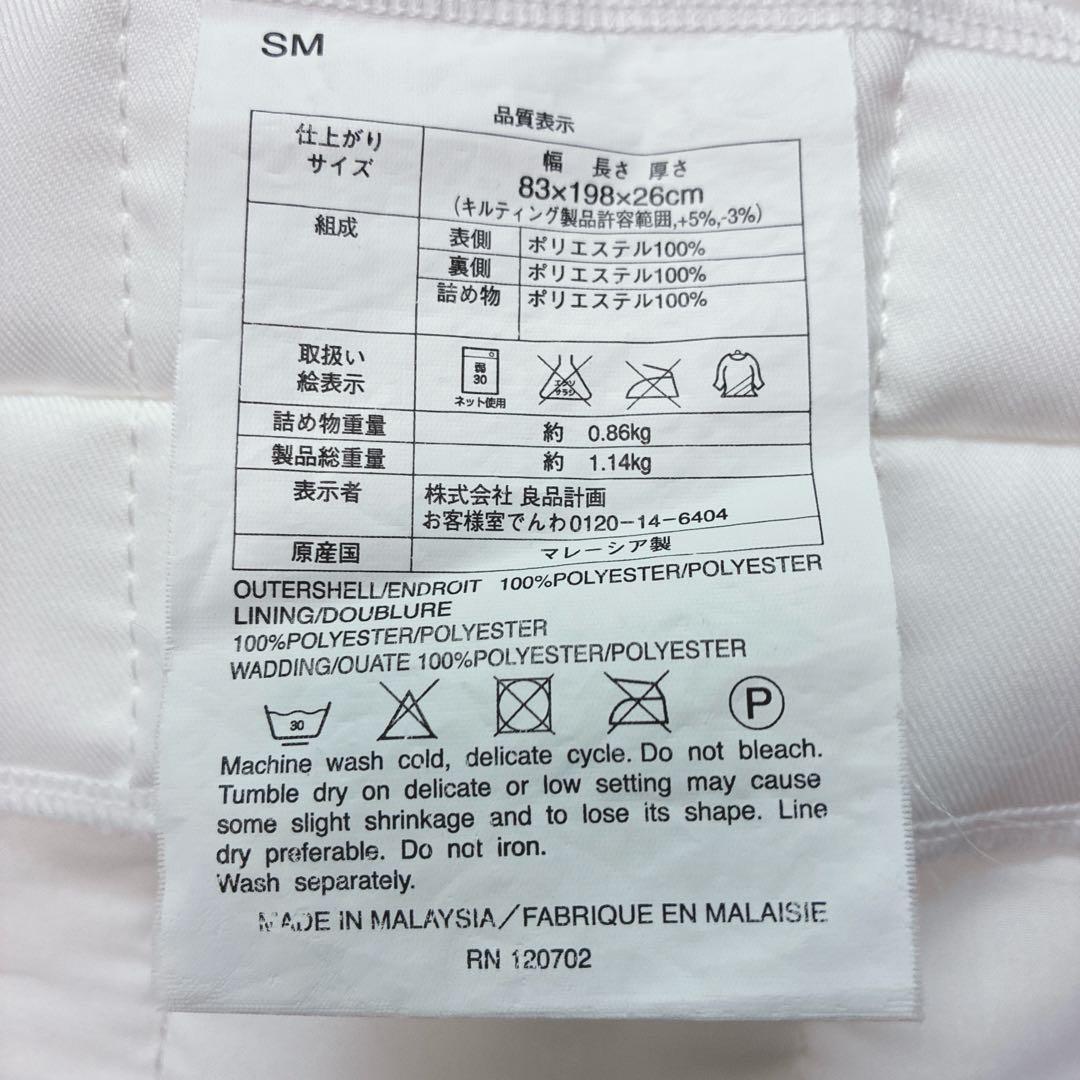 SM
品質表示
仕上がり
サイズ
幅 長さ 厚さ
83×198×26cm
(キルティング製品許容範囲,+5%,-3%)
組成
表側 ポリエステル100%
裏側 ポリエステル100%
詰め物 ポリエステル100%
取扱い
絵表示
弱
30
ネット使用
エンソ
サラシ
詰め物重量 約 0.86kg
製品総重量 約 1.14kg
表示者 株式会社 良品計画
お客様室でんわ0120-14-6404
原産国 マレーシア製
OUTERSHELL/ENDROIT 100%POLYESTER/POLYESTER
LINING/DOUBLURE
100%POLYESTER/POLYESTER
WADDING/OUATE 100%POLYESTER/POLYESTER
30 P
Machine wash cold, delicate cycle. Do not bleach.
Tumble dry on delicate or low setting may cause
some slight shrinkage and to lose its shape. Line
dry preferable. Do not iron.
Wash separately.
MADE IN MALAYSIA/FABRIQUE EN MALAISIE
RN 120702